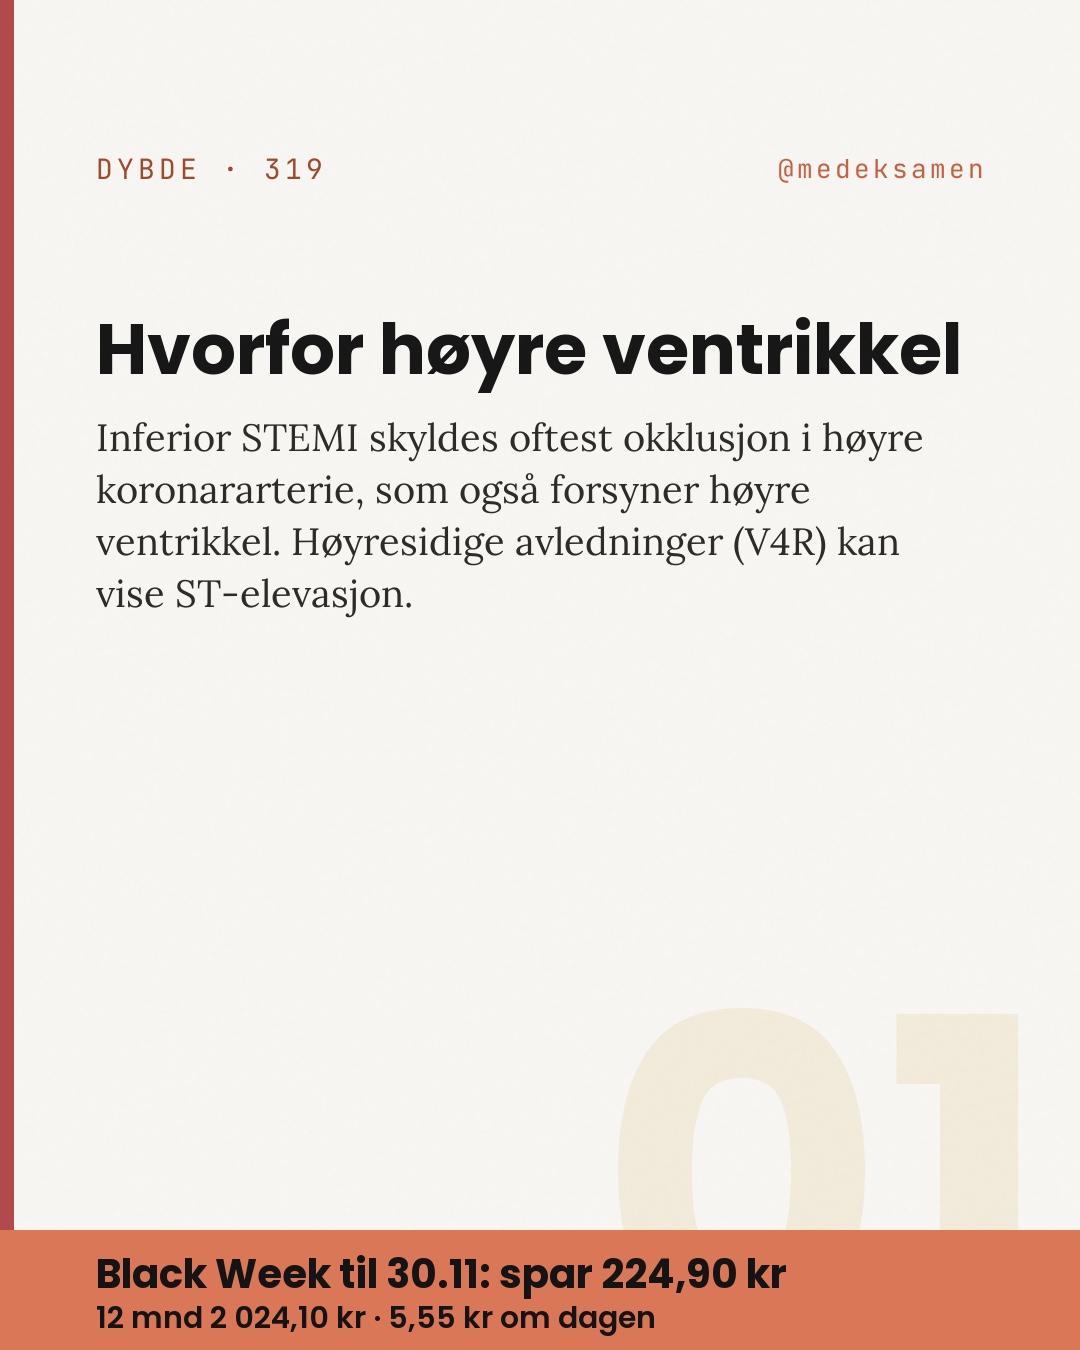 DYBDE · 319
@medeksamen
Hvorfor høyre ventrikkel
Inferior STEMI skyldes oftest okklusjon i høyre
koronararterie, som også forsyner høyre
ventrikkel. Høyresidige avledninger (V4R) kan
vise ST-elevasjon.
01
Black Week til 30.11: spar 224,90 kr
12 mnd 2 024,10 kr · 5,55 kr om dagen